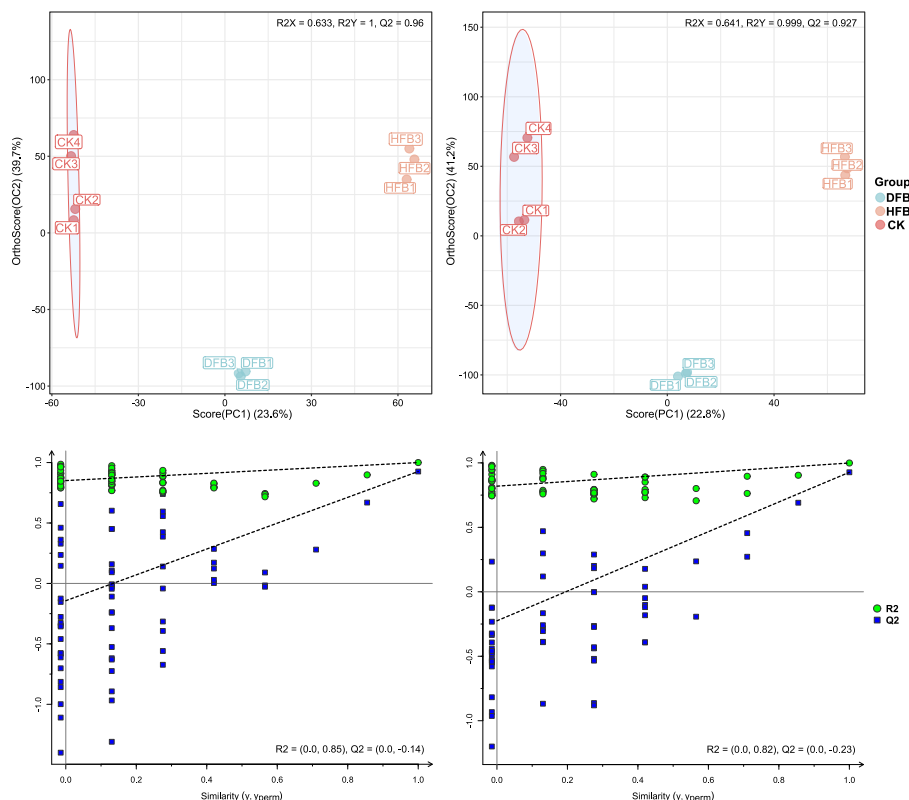 R2X = 0.633, R2Y = 1, Q2 = 0.96
OrthoScore(OC2) (39.7%)
100
50
0
-50
-100
CK4
CK3
CK2
CK1
HFB3
HFB2
HFB1
DFB3
DFB1
DFB2
-60
-30
0
30
60
Score(PC1) (23.6%)
R2X = 0.641, R2Y = 0.999, Q2 = 0.927
OrthoScore(OC2) (41.2%)
150
100
50
0
-50
-100
CK4
CK3
CK1
CK2
HFB3
HFB2
HFB1
DFB3
DFB1
DFB2
-40
0
40
Score(PC1) (22.8%)
Group
DFB
HFB
CK
1.0
0.5
0.0
-0.5
-1.0
R2 = (0.0, 0.85), Q2 = (0.0, -0.14)
0.0
0.2
0.4
0.6
0.8
1.0
Similarity (y, yperm)
1.0
0.5
0.0
-0.5
-1.0
R2 = (0.0, 0.82), Q2 = (0.0, -0.23)
0.0
0.2
0.4
0.6
0.8
1.0
Similarity (y, yperm)
R2
Q2